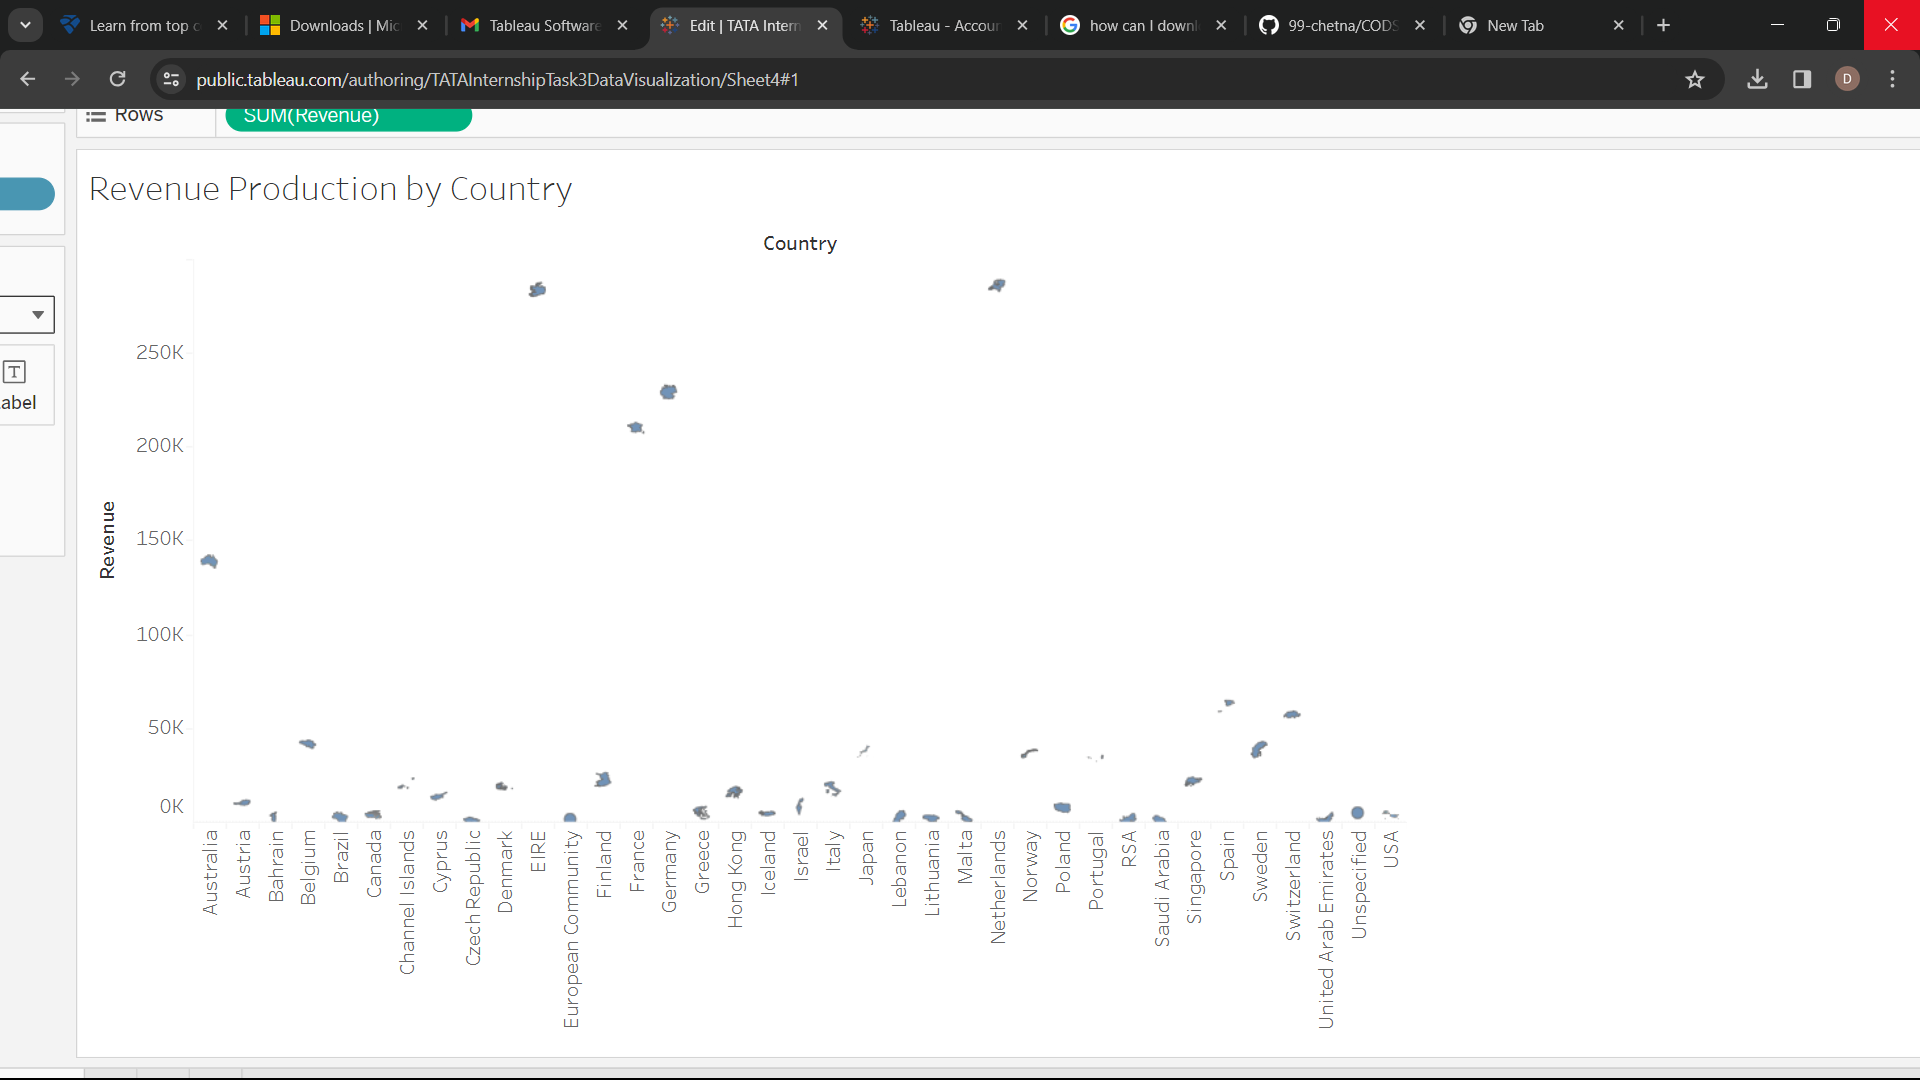 Learn from top c
Downloads | Mic
Tableau Software
Edit | TATA Intern
Tableau - Accoun
how can I downl
99-chetna/CODS
New Tab
public.tableau.com/authoring/TATAInternshipTask3DataVisualization/Sheet4#1
D
Rows
SUM(Revenue)
T
abel
Revenue Production by Country
Country
Revenue
250K
200K
150K
100K
50K
0K
Australia
Austria
Bahrain
Belgium
Brazil
Canada
Channel Islands
Cyprus
Czech Republic
Denmark
EIRE
European Community
Finland
France
Germany
Greece
Hong Kong
Iceland
Israel
Italy
Japan
Lebanon
Lithuania
Malta
Netherlands
Norway
Poland
Portugal
RSA
Saudi Arabia
Singapore
Spain
Sweden
Switzerland
United Arab Emirates
Unspecified
USA